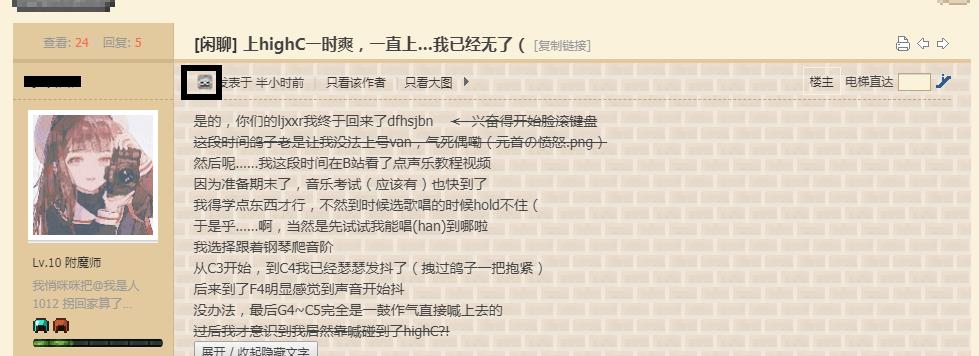 查看: 24 回复: 5
[闲聊] 上highC一时爽，一直上...我已经无了（ [复制链接]
发表于 半小时前 | 只看该作者 | 只看大图
楼主 电梯直达
是的，你们的ljxxr我终于回来了dfhsjbn ←兴奋得开始脸滚键盘
这段时间鸽子老是让我没法上号van，气死偶嘞（元首の愤怒.png）
然后呢……我这段时间在B站看了点声乐教程视频
因为准备期末了，音乐考试（应该有）也快到了
我得学点东西才行，不然到时候选歌唱的时候hold不住（
于是乎……啊，当然是先试试我能唱(han)到哪啦
我选择跟着钢琴爬音阶
从C3开始，到C4我已经瑟瑟发抖了（拽过鸽子一把抱紧）
后来到了F4明显感觉到声音开始抖
没办法，最后G4~C5完全是一鼓作气直接喊上去的
过后我才意识到我居然靠喊碰到了highC?!
展开 / 收起隐藏文字
Lv.10 附魔师
我悄咪咪把@我是人
1012 拐回家算了...